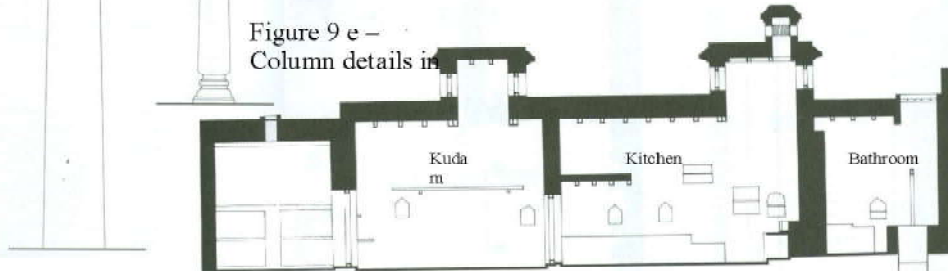 Figure 9 e –
Column details in
Kuda
m
Kitchen
Bathroom